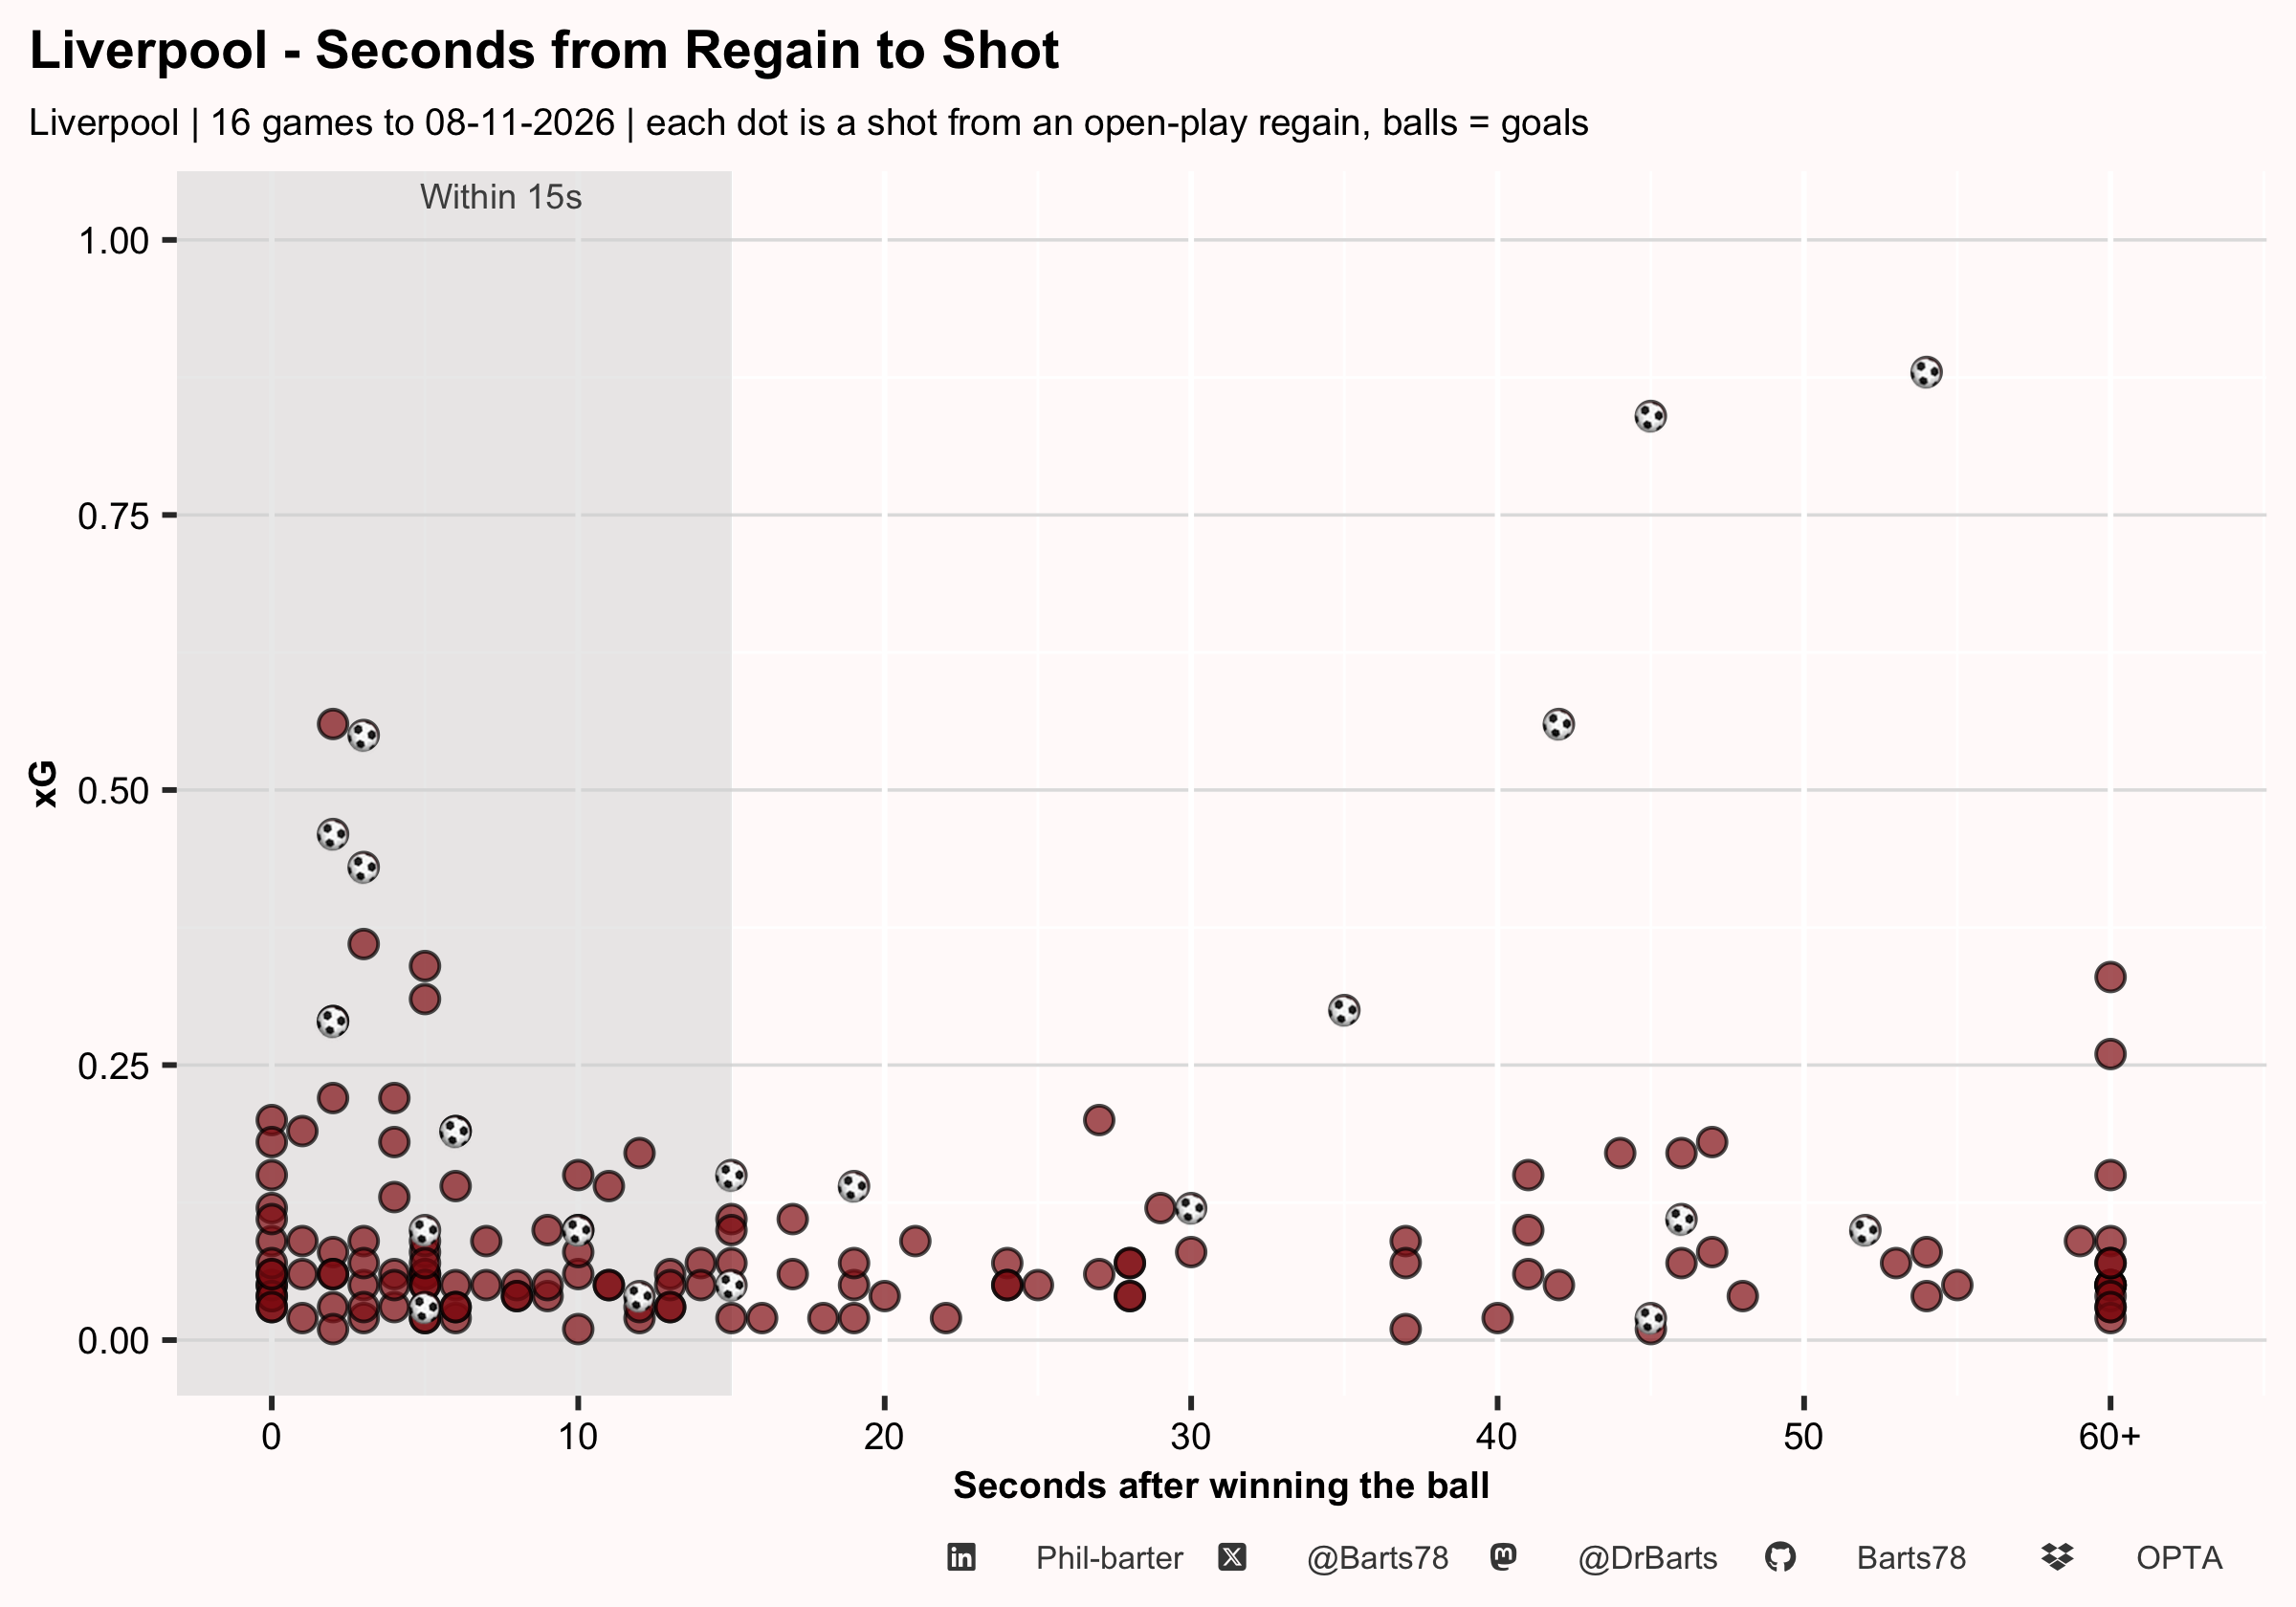 Liverpool - Seconds from Regain to Shot
Liverpool | 16 games to 08-11-2026 | each dot is a shot from an open-play regain, balls = goals
Within 15s
1.00
0.75
0.50
0.25
0.00
xG
0 10 20 30 40 50 60+
Seconds after winning the ball
Phil-barter @Barts78 @DrBarts Barts78 OPTA